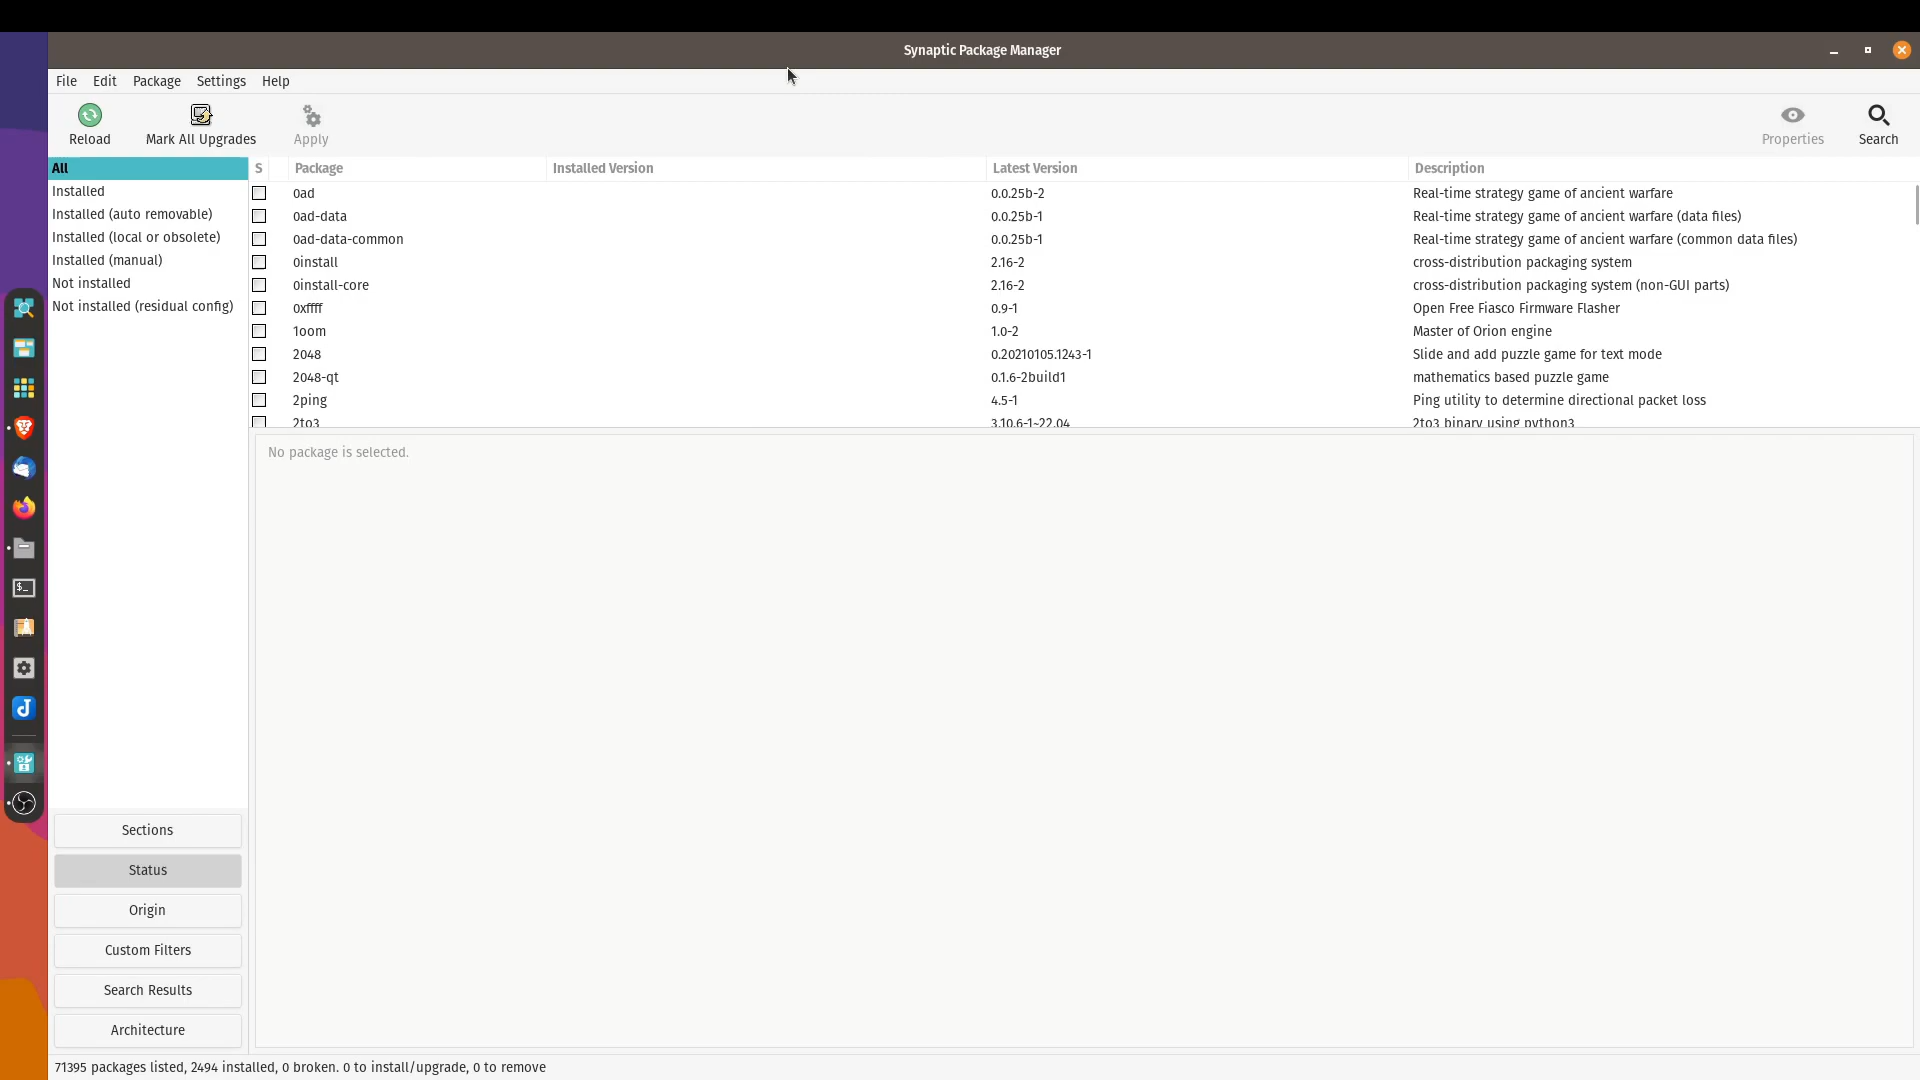 Synaptic Package Manager
File Edit Package Settings Help
Reload Mark All Upgrades Apply Properties Search
All
Installed
Installed (auto removable)
Installed (local or obsolete)
Installed (manual)
Not installed
Not installed (residual config)
S Package Installed Version Latest Version Description
0ad 0.0.25b-2 Real-time strategy game of ancient warfare
0ad-data 0.0.25b-1 Real-time strategy game of ancient warfare (data files)
0ad-data-common 0.0.25b-1 Real-time strategy game of ancient warfare (common data files)
0install 2.16-2 cross-distribution packaging system
0install-core 2.16-2 cross-distribution packaging system (non-GUI parts)
0xffff 0.9-1 Open Free Fiasco Firmware Flasher
1oom 1.0-2 Master of Orion engine
2048 0.20210105.1243-1 Slide and add puzzle game for text mode
2048-qt 0.1.6-2build1 mathematics based puzzle game
2ping 4.5-1 Ping utility to determine directional packet loss
2to3 3.10.6-1~22.04 2to3 binary using python3
No package is selected.
Sections
Status
Origin
Custom Filters
Search Results
Architecture
71395 packages listed, 2494 installed, 0 broken. 0 to install/upgrade, 0 to remove